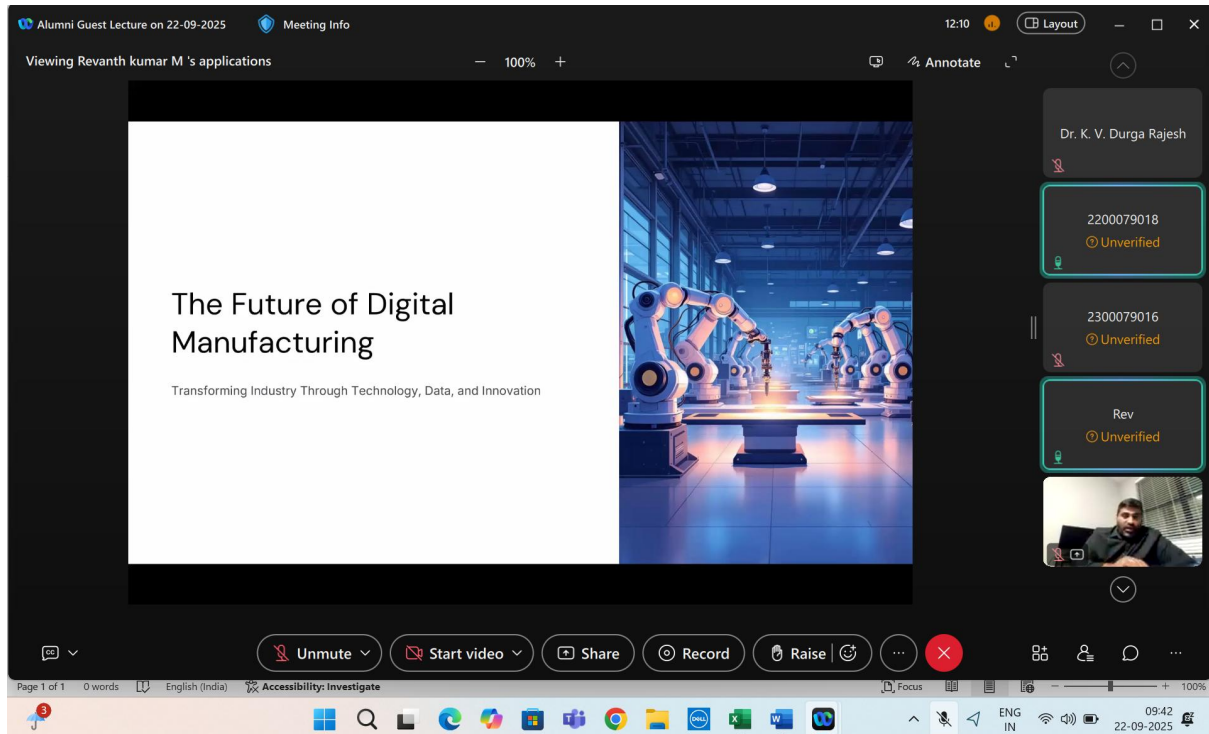 Alumni Guest Lecture on 22-09-2025 Meeting Info 12:10 Layout
Viewing Revanth kumar M 's applications — 100% + Annotate
Dr. K. V. Durga Rajesh
2200079018
Unverified
2300079016
Unverified
Rev
Unverified
The Future of Digital
Manufacturing
Transforming Industry Through Technology, Data, and Innovation
CC Unmute Start video Share Record Raise
Page 1 of 1 0 words English (India) Accessibility: Investigate Focus — + 100%
3 DELL ENG 09:42
IN 22-09-2025